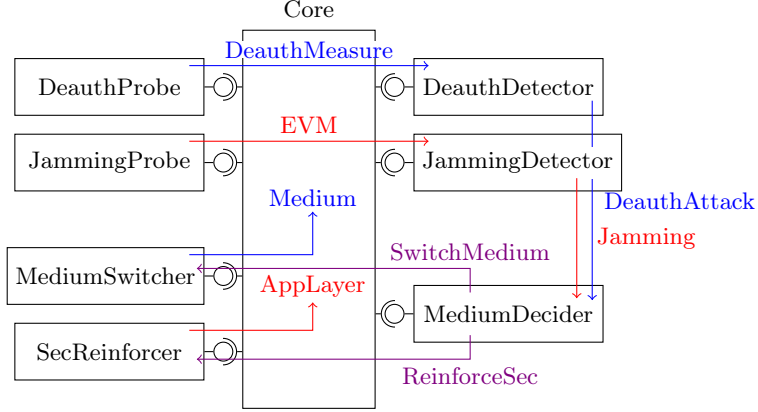 Core
DeauthMeasure
DeauthProbe
DeauthDetector
EVM
JammingProbe
JammingDetector
Medium
DeauthAttack
Jamming
SwitchMedium
MediumSwitcher
AppLayer
MediumDecider
SecReinforcer
ReinforceSec